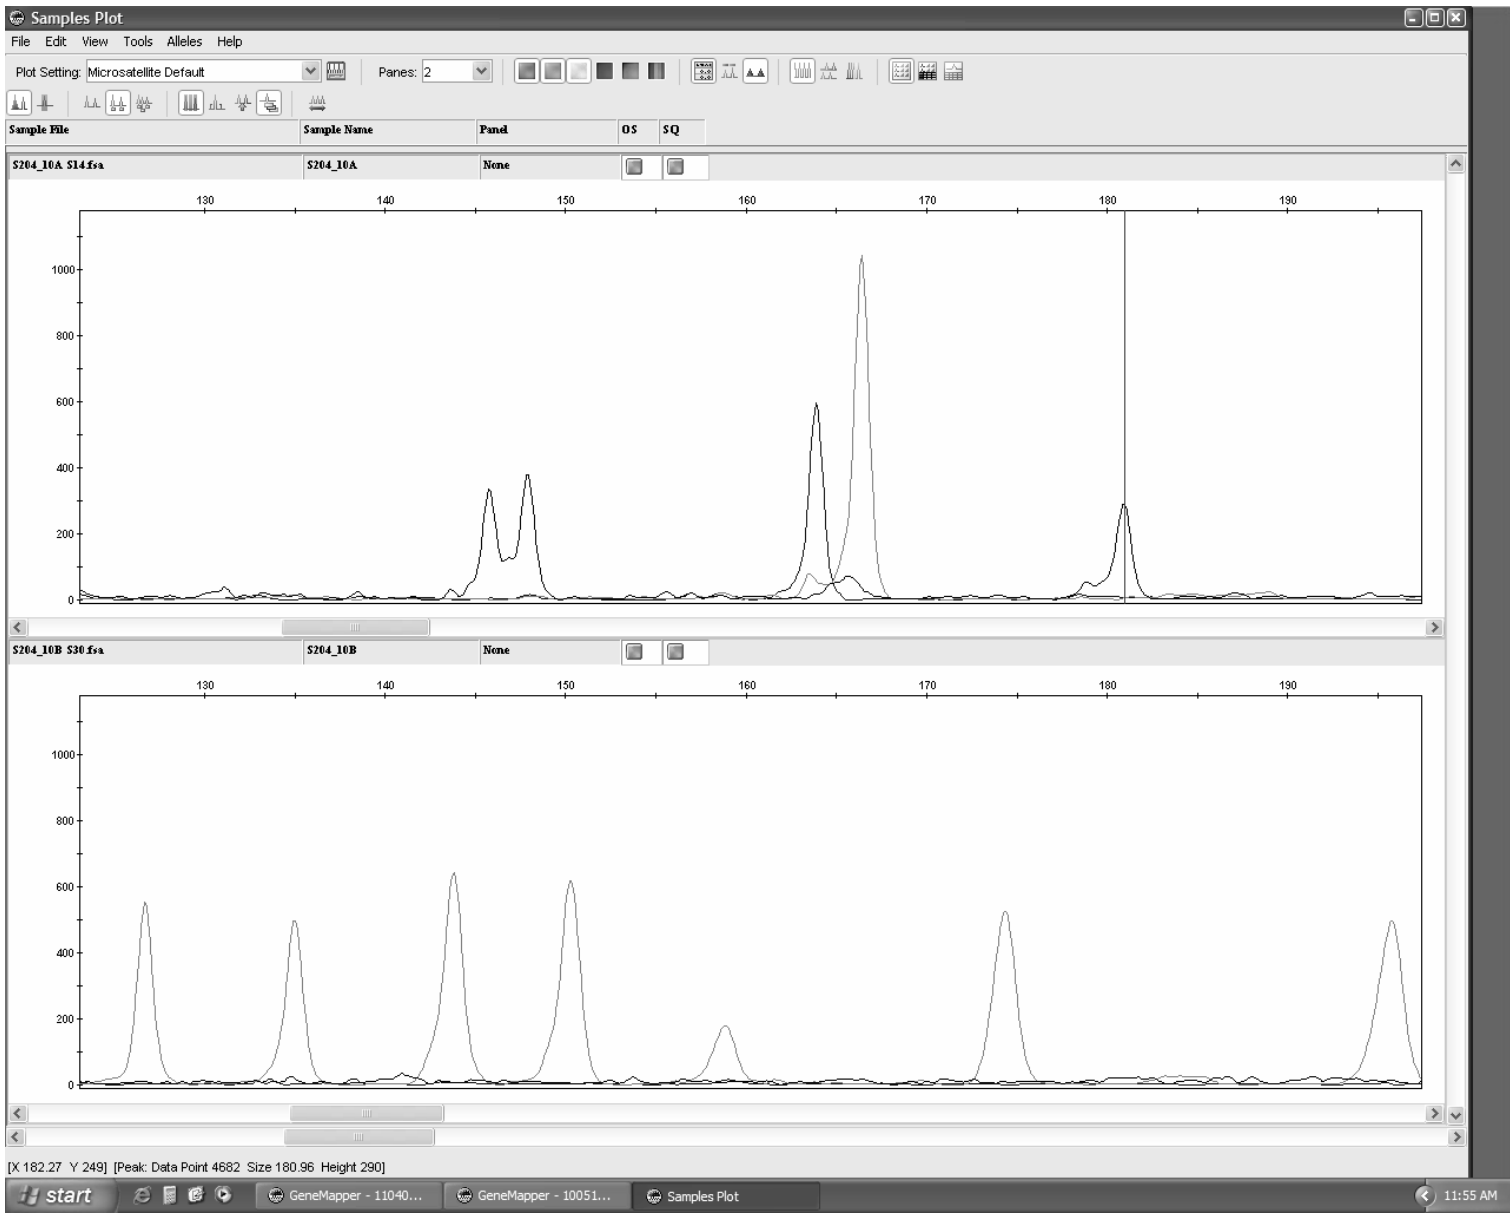 Samples Plot
File Edit View Tools Alleles Help
Plot Setting: Microsatellite Default Panes: 2
Sample File Sample Name Panel OS SQ
S204_10A S14.fsa S204_10A None
130 140 150 160 170 180 190
1000
800
600
400
200
0
S204_10B S30.fsa S204_10B None
130 140 150 160 170 180 190
1000
800
600
400
200
0
[X 182.27 Y 249] [Peak: Data Point 4682 Size 180.96 Height 290]
start GeneMapper - 11040... GeneMapper - 10051... Samples Plot 11:55 AM